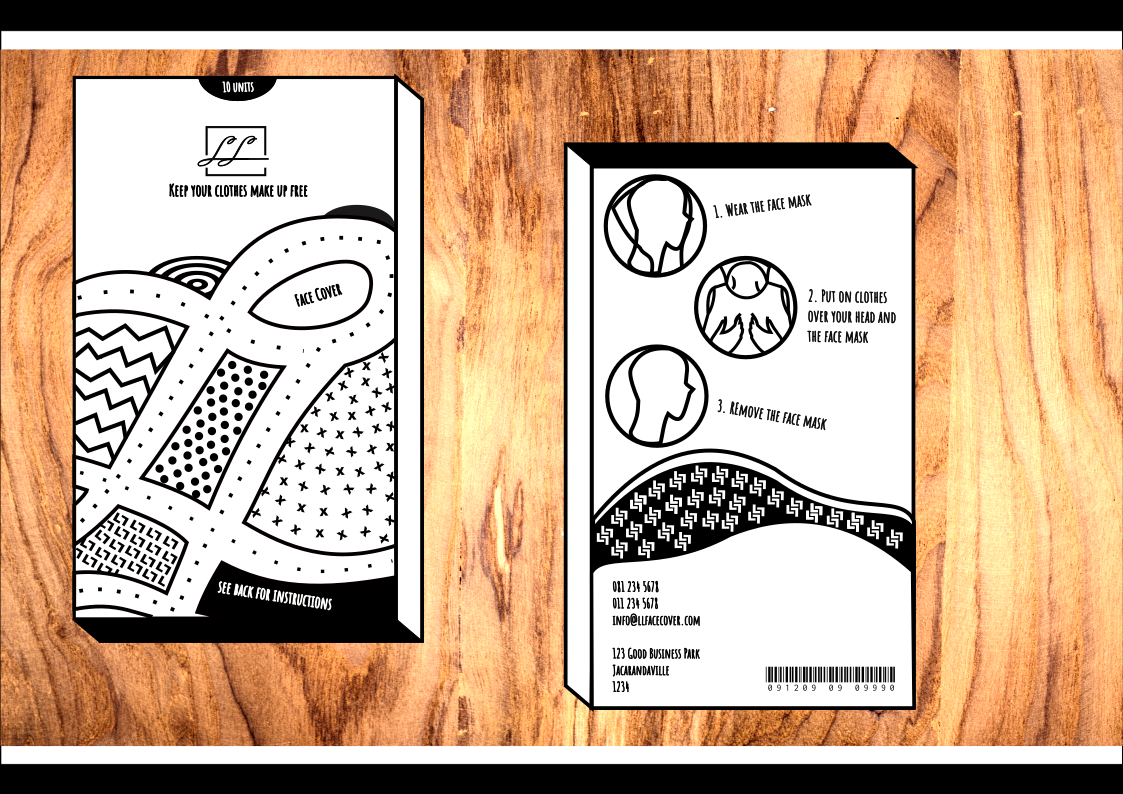 10 UNITS
KEEP YOUR CLOTHES MAKE UP FREE
FACE COVER
SEE BACK FOR INSTRUCTIONS
1. WEAR THE FACE MASK
2. PUT ON CLOTHES
OVER YOUR HEAD AND
THE FACE MASK
3. REMOVE THE FACE MASK
081 234 5678
011 234 5678
INFO@LLFACECOVER.COM
123 GOOD BUSINESS PARK
JACARANDAVILLE
1234
091209 09 09990